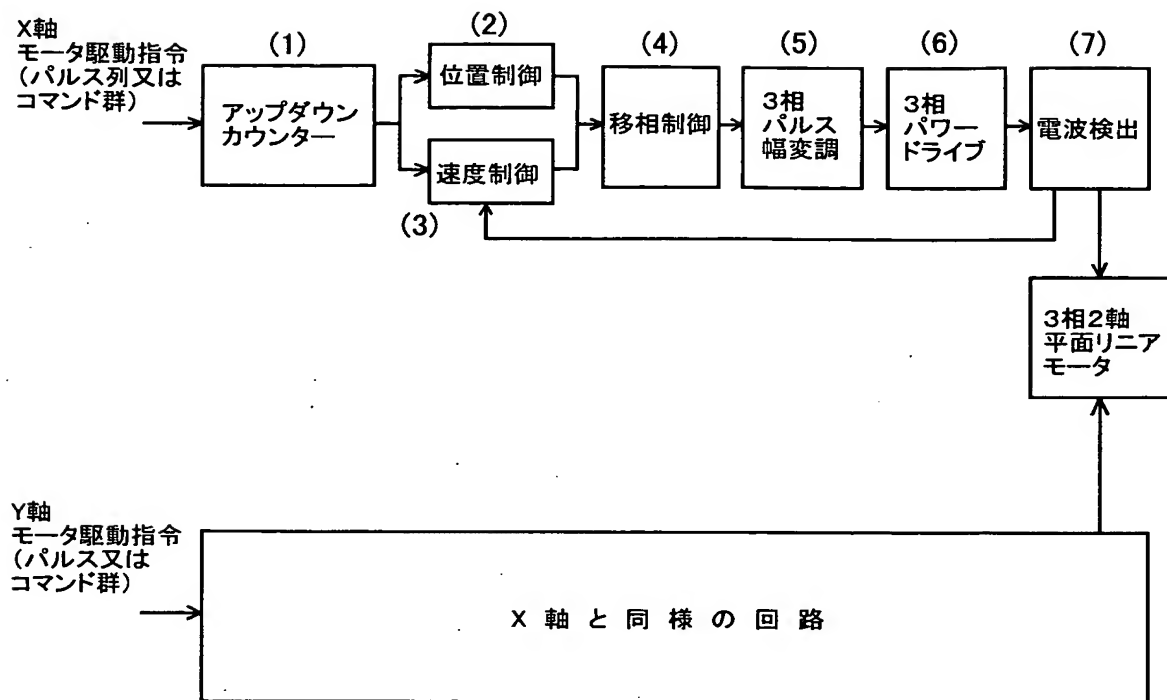 X軸
モータ駆動指令
(パルス列又は
コマンド群)
(1)
アップダウン
カウンター
(2)
位置制御
速度制御
(3)
(4)
移相制御
(5)
3相
パルス
幅変調
(6)
3相
パワー
ドライブ
(7)
電波検出
3相2軸
平面リニア
モータ
Y軸
モータ駆動指令
(パルス又は
コマンド群)
X軸と同様の回路